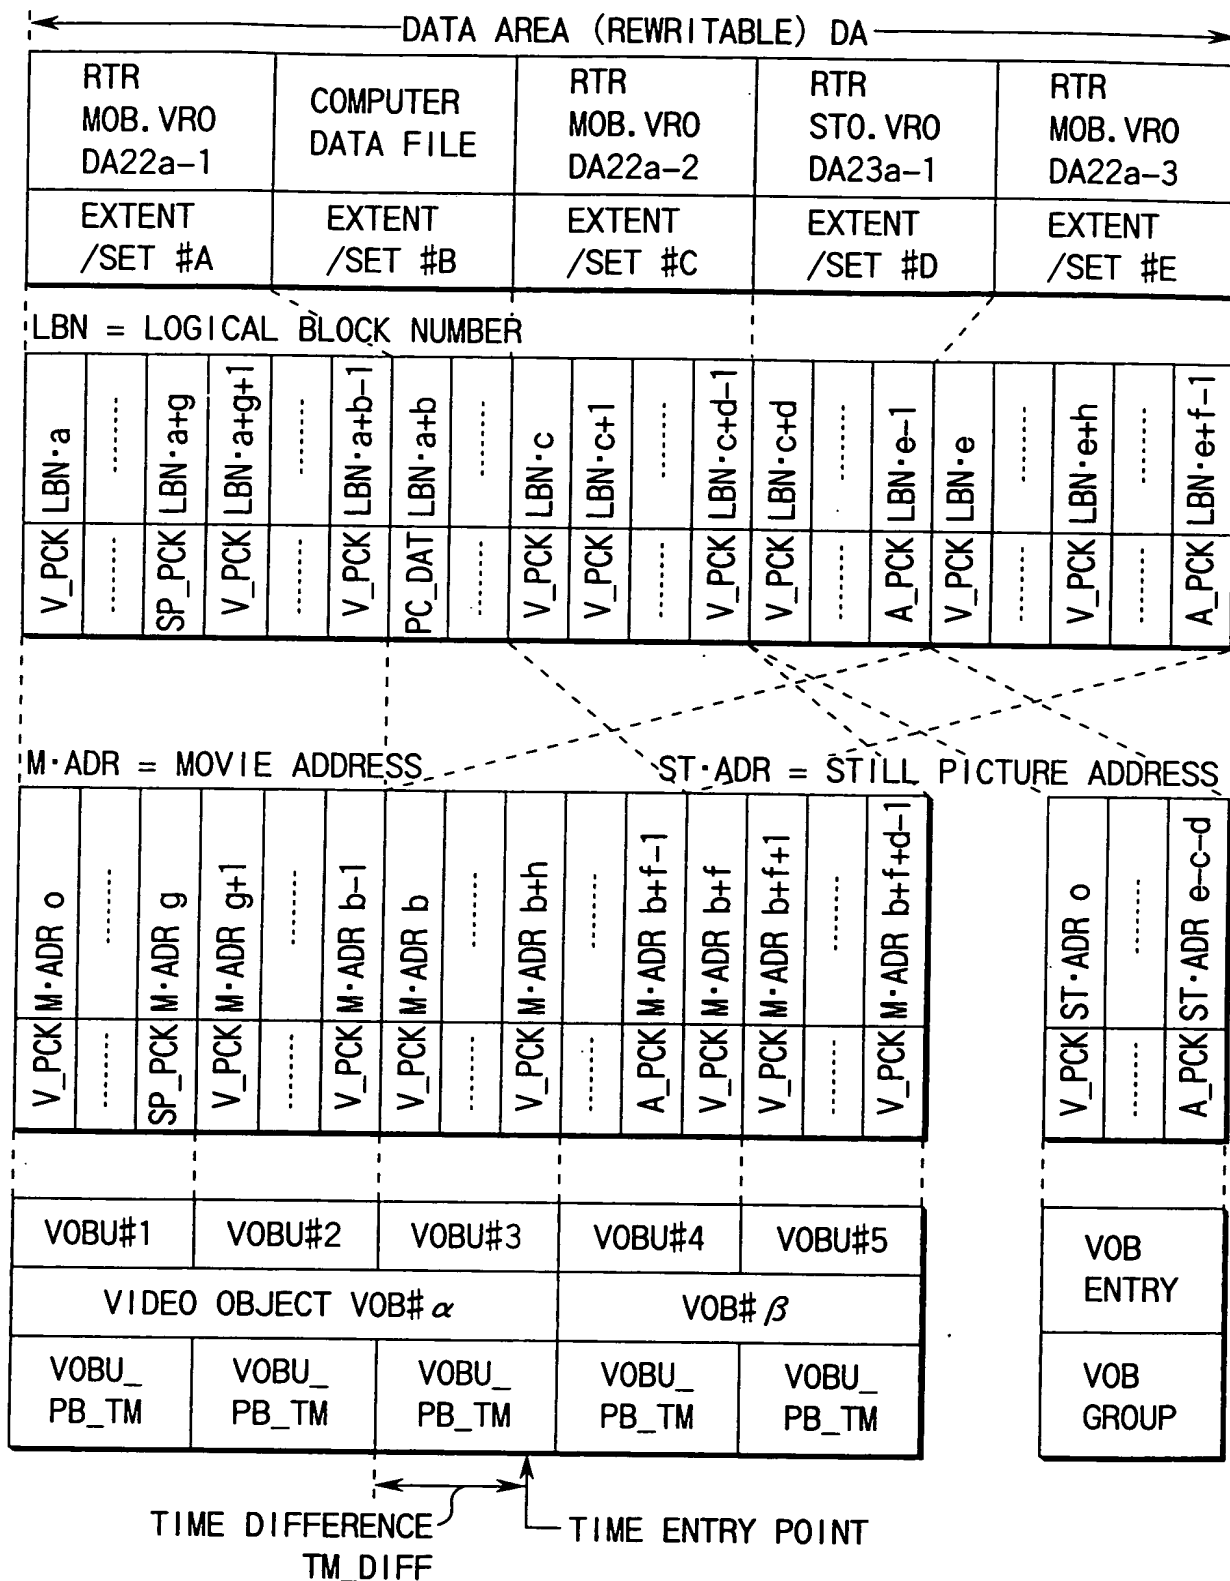 DATA AREA (REWRITABLE) DA
RTR
MOB.VRO
DA22a-1
COMPUTER
DATA FILE
RTR
MOB.VRO
DA22a-2
RTR
STO.VRO
DA23a-1
RTR
MOB.VRO
DA22a-3
EXTENT
/SET #A
EXTENT
/SET #B
EXTENT
/SET #C
EXTENT
/SET #D
EXTENT
/SET #E
LBN = LOGICAL BLOCK NUMBER
LBN·a
LBN·a+g
LBN·a+g+1
LBN·a+b-1
LBN·a+b
LBN·c
LBN·c+1
LBN·c+d-1
LBN·c+d
LBN·e-1
LBN·e
LBN·e+h
LBN·e+f-1
V_PCK
SP_PCK
V_PCK
V_PCK
PC_DAT
V_PCK
V_PCK
V_PCK
V_PCK
A_PCK
V_PCK
V_PCK
A_PCK
M·ADR = MOVIE ADDRESS
ST·ADR = STILL PICTURE ADDRESS
M·ADR o
M·ADR g
M·ADR g+1
M·ADR b-1
M·ADR b
M·ADR b+h
M·ADR b+f-1
M·ADR b+f
M·ADR b+f+1
M·ADR b+f+d-1
ST·ADR o
ST·ADR e-c-d
V_PCK
SP_PCK
V_PCK
V_PCK
V_PCK
V_PCK
A_PCK
V_PCK
V_PCK
V_PCK
V_PCK
A_PCK
VOBU#1
VOBU#2
VOBU#3
VOBU#4
VOBU#5
VIDEO OBJECT VOB# α
VOB# β
VOBU_
PB_TM
VOBU_
PB_TM
VOBU_
PB_TM
VOBU_
PB_TM
VOBU_
PB_TM
VOB
ENTRY
VOB
GROUP
TIME DIFFERENCE
TM_DIFF
TIME ENTRY POINT